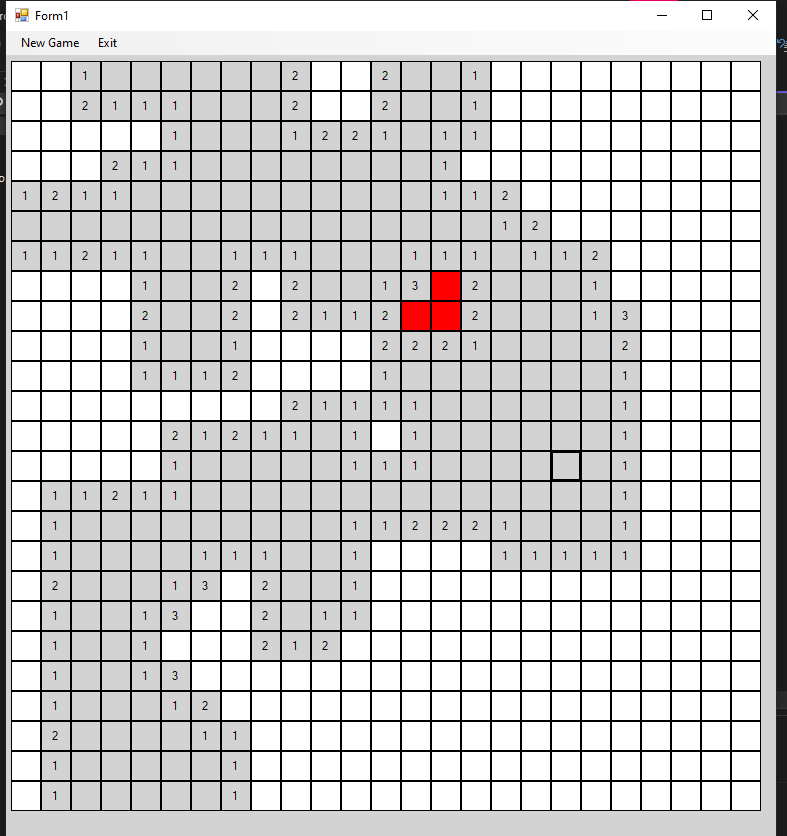 Form1
New Game Exit
1 2 2 1
2 1 1 1 2 2 1
1 1 2 2 1 1 1
2 1 1 1
1 2 1 1 1 1 2
1 2
1 1 2 1 1 1 1 1 1 1 1 1 1 2
1 2 2 1 3 2 1
2 2 2 1 1 2 2 1 3
1 1 2 2 2 1 2
1 1 1 2 1 1
2 1 1 1 1 1
2 1 2 1 1 1 1 1
1 1 1 1 1
1 1 2 1 1 1
1 1 1 2 2 2 1 1
1 1 1 1 1 1 1 1 1 1
2 1 3 2 1
1 1 3 2 1 1
1 1 2 1 2
1 1 3
1 1 2
2 1 1
1 1
1 1